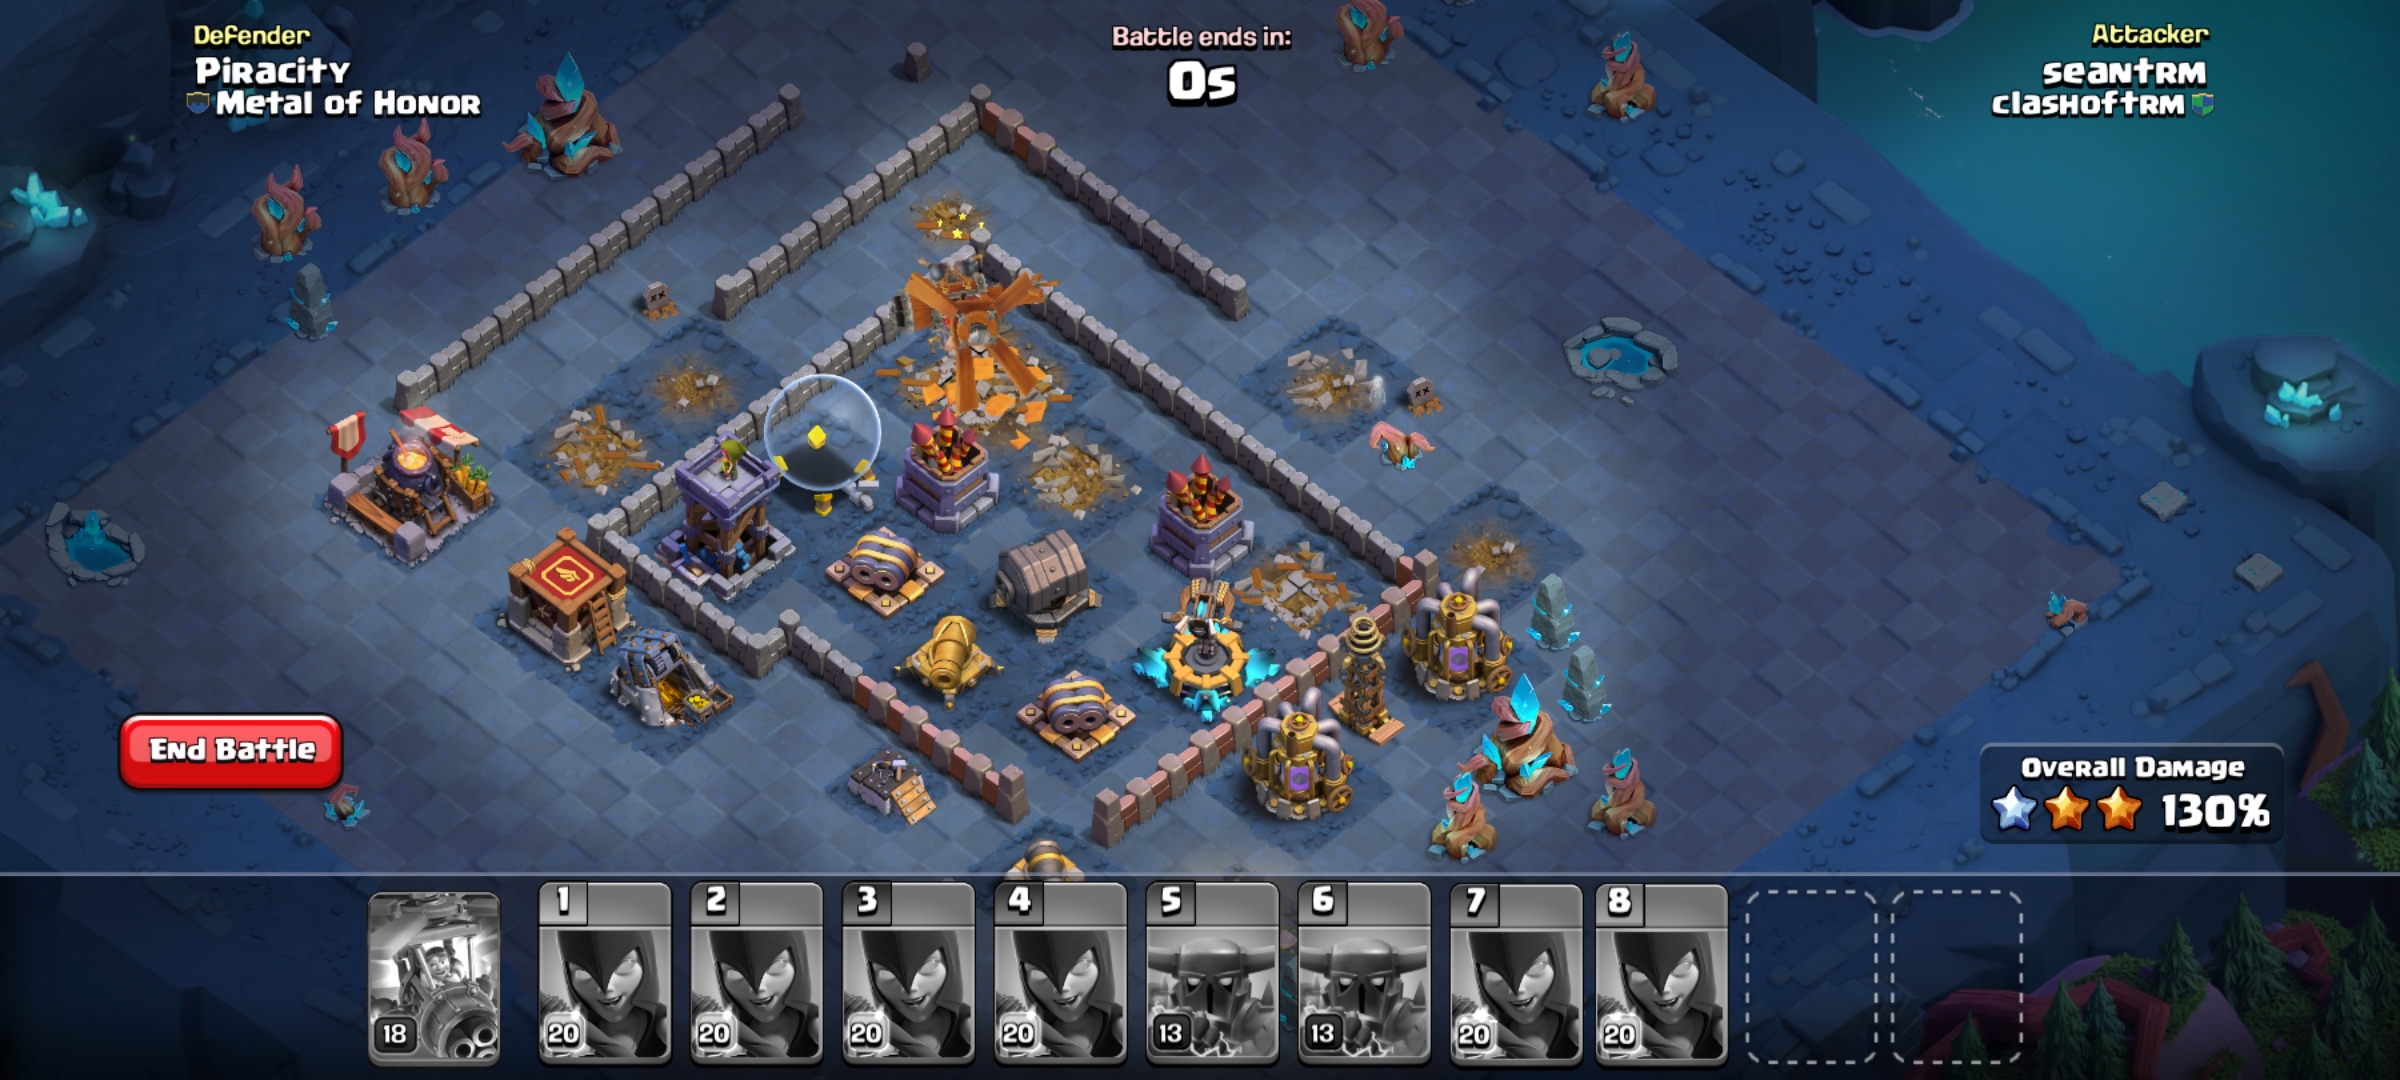 Defender
Piracity
Metal of Honor
Battle ends in:
0s
Attacker
seantrm
clashoftrm
End Battle
Overall Damage
130%
18
1
20
2
20
3
20
4
20
5
13
6
13
7
20
8
20